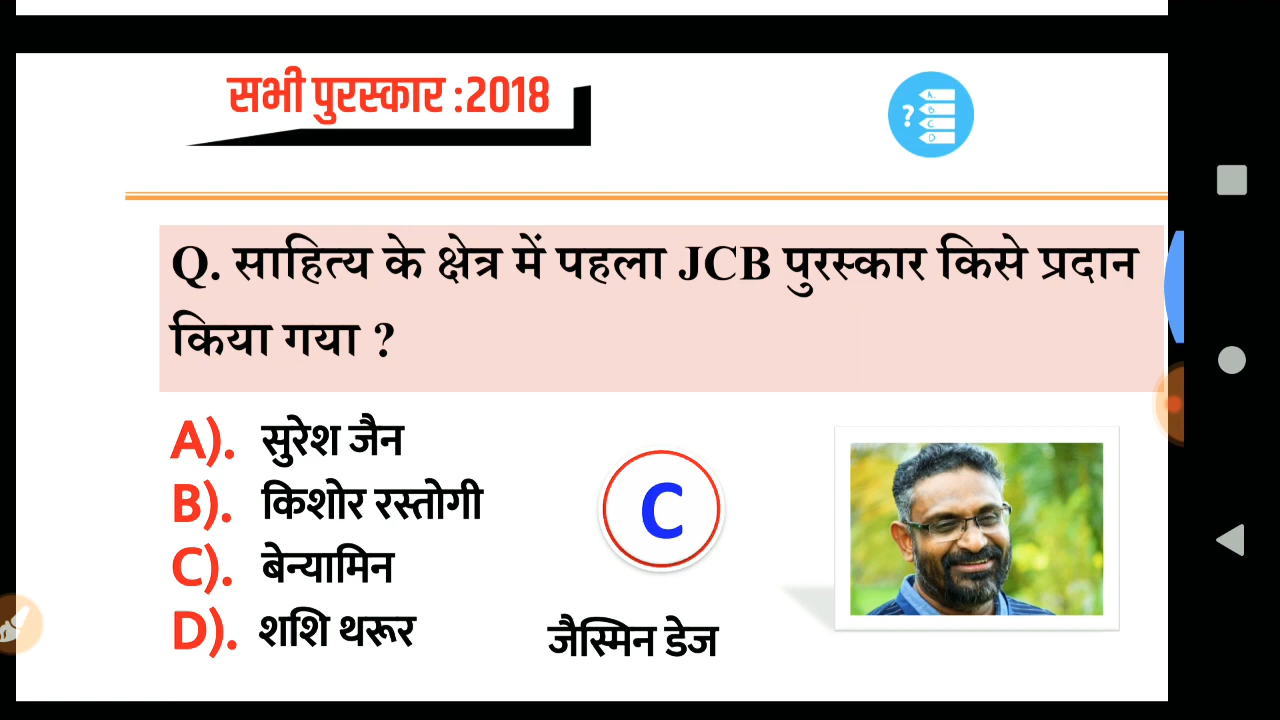 सभी पुरस्कार :2018
? A. B C D
Q. साहित्य के क्षेत्र में पहला JCB पुरस्कार किसे प्रदान
किया गया ?
A). सुरेश जैन
B). किशोर रस्तोगी
C). बेन्यामिन
D). शशि थरूर
C
जैस्मिन डेज